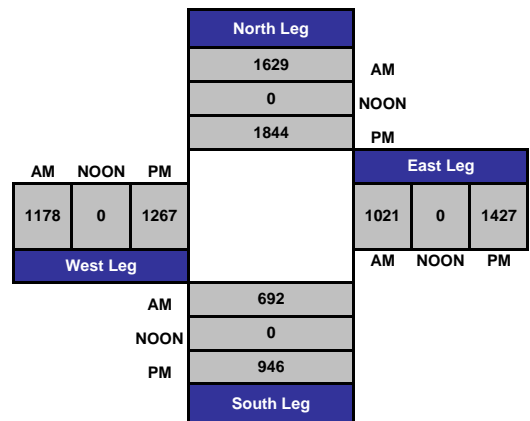 North Leg
1629 AM
0 NOON
1844 PM
AM NOON PM
East Leg
1178 0 1267
1021 0 1427
West Leg
AM NOON PM
AM 692
NOON 0
PM 946
South Leg